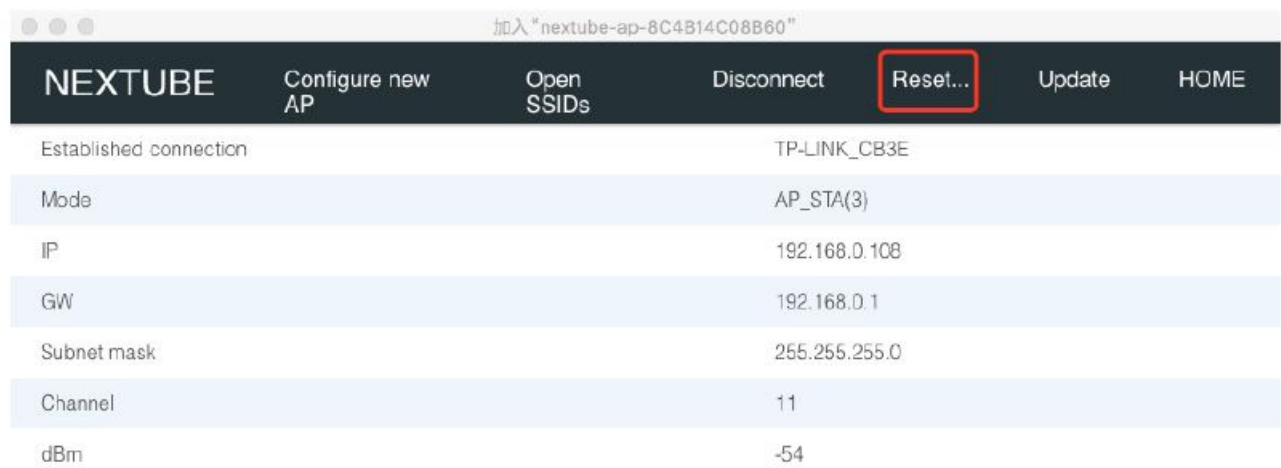 加入“nextube-ap-8C4B14C08B60”
NEXTUBE Configure new AP Open SSIDs Disconnect Reset... Update HOME
Established connection TP-LINK_CB3E
Mode AP_STA(3)
IP 192.168.0.108
GW 192.168.0.1
Subnet mask 255.255.255.0
Channel 11
dBm -54